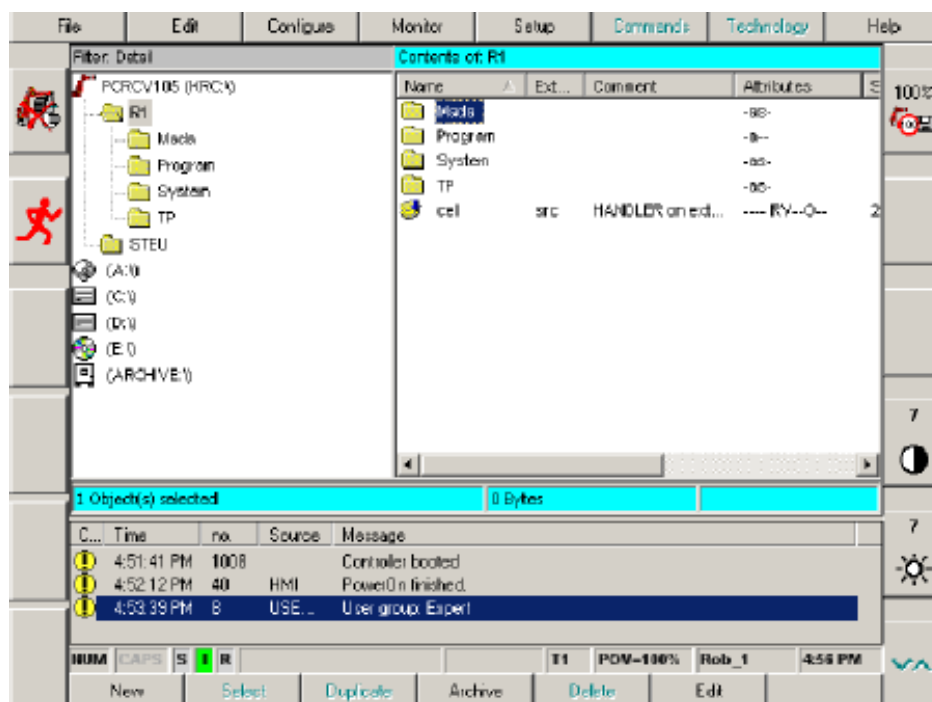 File Edit Configure Monitor Setup Commands Technology Help
Filter: Detail Contents of: R1
PCRCV105 (KRC:\) Name Ext... Comment Attributes S
R1 Mada
Mada Program
Program System
System TP
TP cell src HANDLER on ext... ---- RV--O-- 2
STEU
(A:\)
(C:\)
(D:\)
(E:\)
(ARCHIVE:\)
100%
7
1 Object(s) selected 0 Bytes
7
C... Time no. Source Message
4:51:41 PM 1008 Controller booted
4:52:12 PM 40 HMI PowerOn finished.
4:53:39 PM 8 USE... User group: Expert
NUM CAPS S I R T1 POV=100% Rob_1 4:56 PM
New Select Duplicate Archive Delete Edit